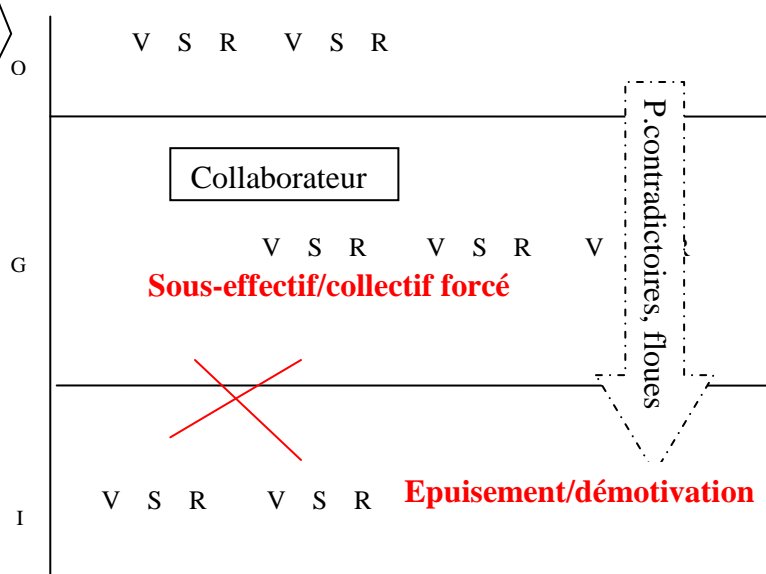 V S R V S R
O
Collaborateur
G
V S R V S R V
Sous-effectif/collectif forcé
P.contradictoires, floues
Epuisement/démotivation
I
V S R V S R